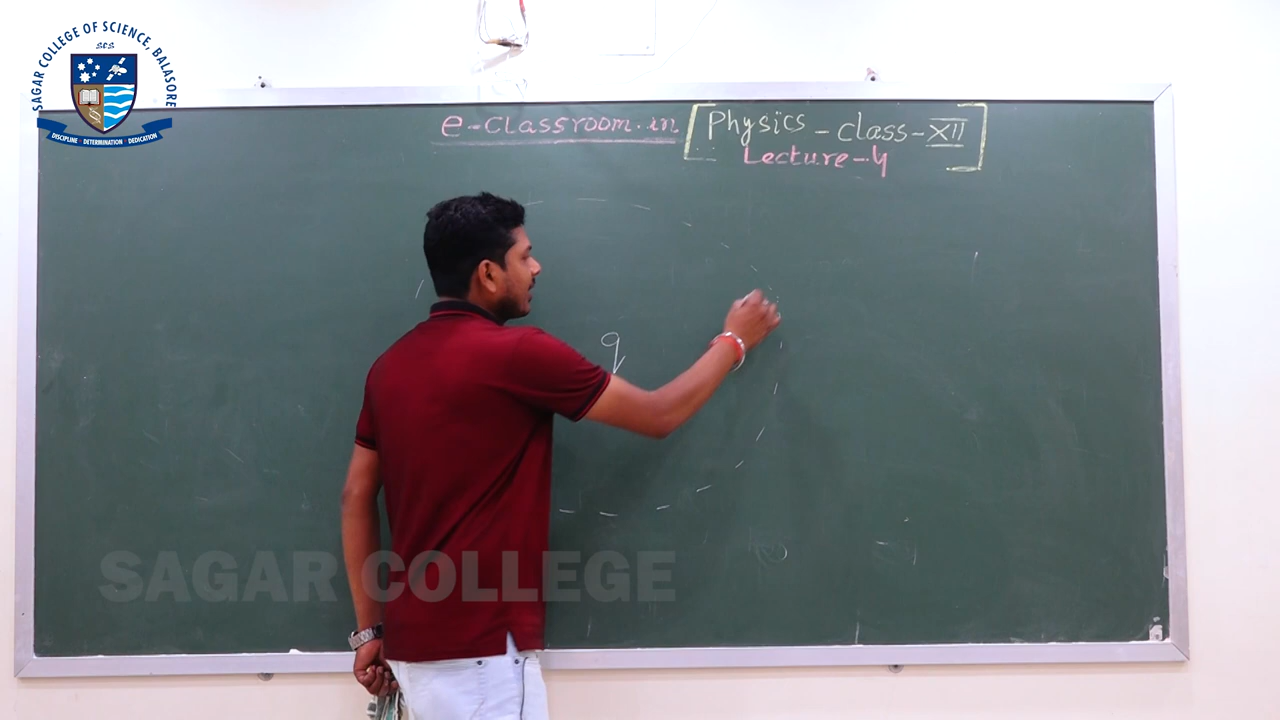 SAGAR COLLEGE OF SCIENCE, BALASORE
SCS
DISCIPLINE · DETERMINATION · DEDICATION
e-classroom.in [Physics - class - XII
Lecture - 4]
q
SAGAR COLLEGE